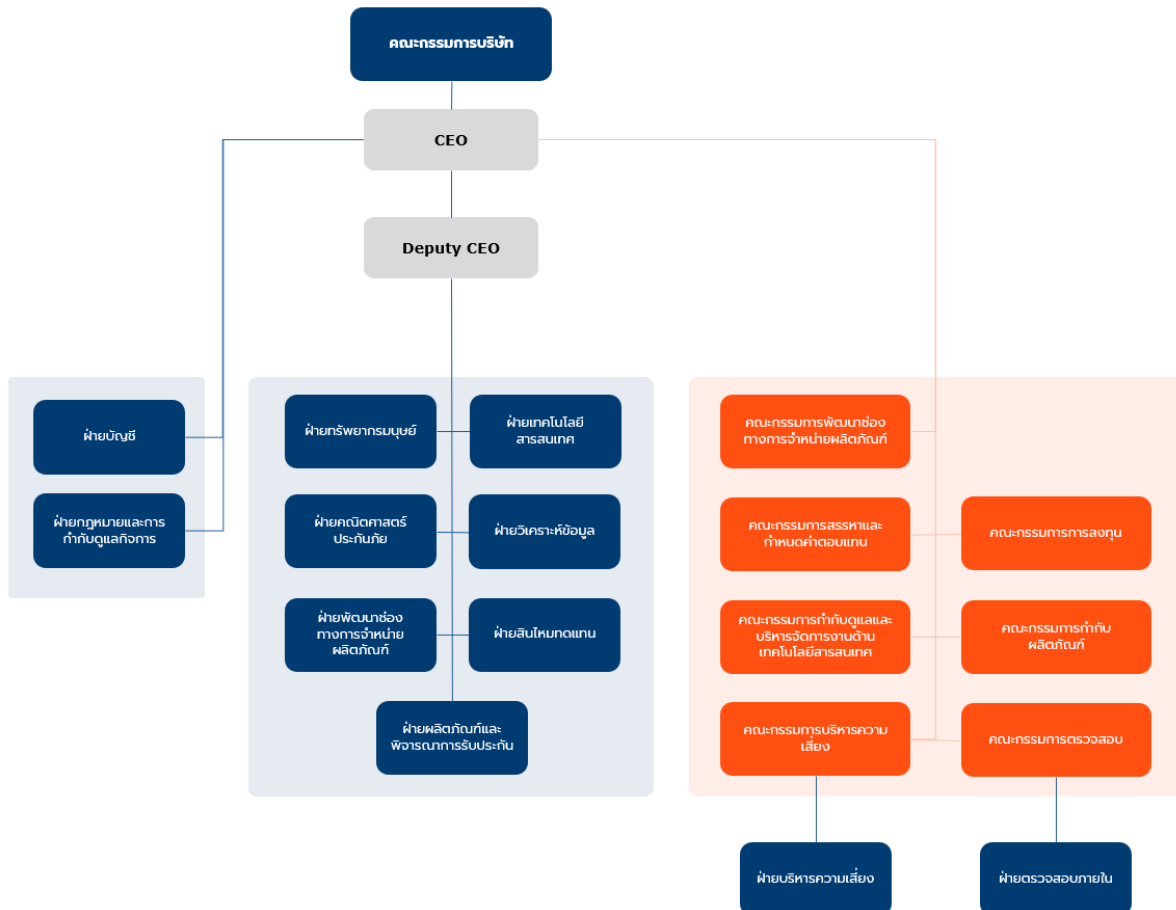 คณะกรรมการบริษัท
CEO
Deputy CEO
ฝ่ายบัญชี
ฝ่ายกฎหมายและการ
กำกับดูแลกิจการ
ฝ่ายทรัพยากรมนุษย์
ฝ่ายเทคโนโลยี
สารสนเทศ
ฝ่ายคณิตศาสตร์
ประกันภัย
ฝ่ายวิเคราะห์ข้อมูล
ฝ่ายพัฒนาช่อง
ทางการจำหน่าย
ผลิตภัณฑ์
ฝ่ายสินไหมทดแทน
ฝ่ายผลิตภัณฑ์และ
พิจารณาการรับประกัน
คณะกรรมการพัฒนาช่อง
ทางการจำหน่ายผลิตภัณฑ์
คณะกรรมการสรรหาและ
กำหนดค่าตอบแทน
คณะกรรมการการลงทุน
คณะกรรมการกำกับดูแลและ
บริหารจัดการงานด้าน
เทคโนโลยีสารสนเทศ
คณะกรรมการกำกับ
ผลิตภัณฑ์
คณะกรรมการบริหารความ
เสี่ยง
คณะกรรมการตรวจสอบ
ฝ่ายบริหารความเสี่ยง
ฝ่ายตรวจสอบภายใน